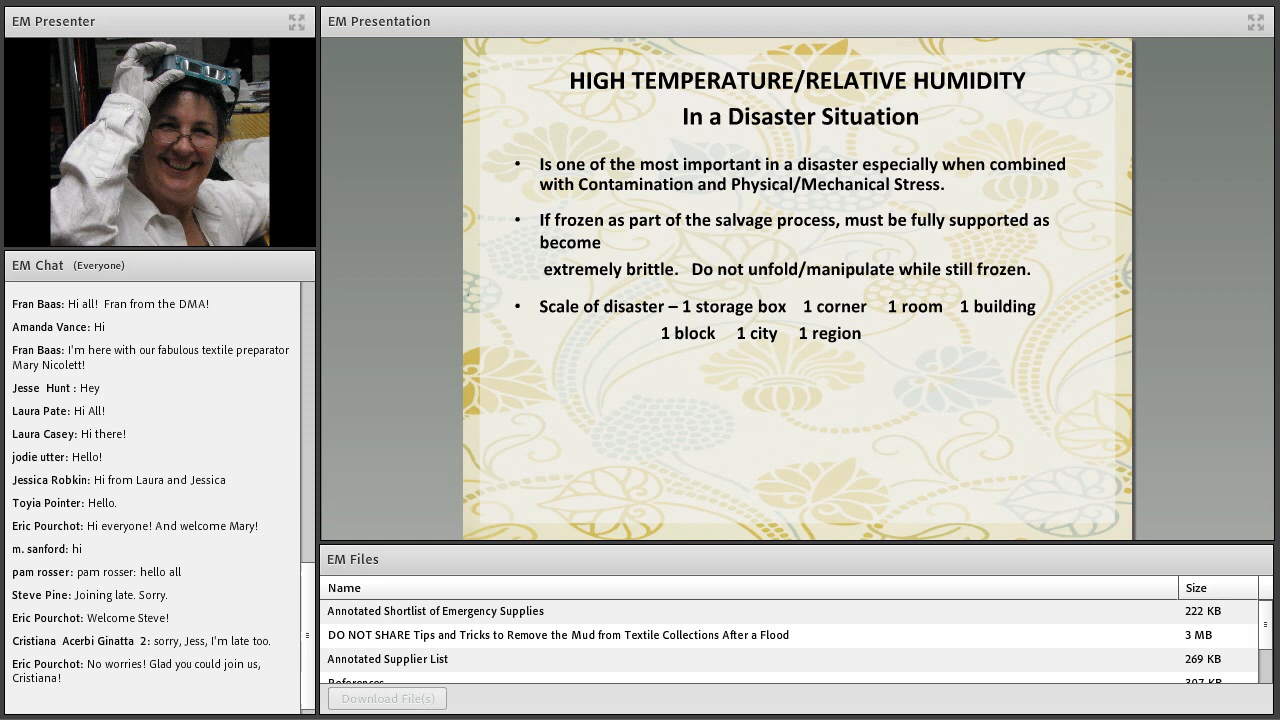 EM Presenter
EM Chat (Everyone)
Fran Baas: Hi all! Fran from the DMA!
Amanda Vance: Hi
Fran Baas: I'm here with our fabulous textile preparator
Mary Nicolett!
Jesse Hunt : Hey
Laura Pate: Hi All!
Laura Casey: Hi there!
jodie utter: Hello!
Jessica Robkin: Hi from Laura and Jessica
Toyia Pointer: Hello.
Eric Pourchot: Hi everyone! And welcome Mary!
m. sanford: hi
pam rosser: pam rosser: hello all
Steve Pine: Joining late. Sorry.
Eric Pourchot: Welcome Steve!
Cristiana Acerbi Ginatta 2: sorry, Jess, I'm late too.
Eric Pourchot: No worries! Glad you could join us,
Cristiana!
EM Presentation
HIGH TEMPERATURE/RELATIVE HUMIDITY
In a Disaster Situation
• Is one of the most important in a disaster especially when combined
with Contamination and Physical/Mechanical Stress.
• If frozen as part of the salvage process, must be fully supported as
become
extremely brittle. Do not unfold/manipulate while still frozen.
• Scale of disaster – 1 storage box 1 corner 1 room 1 building
1 block 1 city 1 region
EM Files
Name Size
Annotated Shortlist of Emergency Supplies 222 KB
DO NOT SHARE Tips and Tricks to Remove the Mud from Textile Collections After a Flood 3 MB
Annotated Supplier List 269 KB
References 307 KB
Download File(s)